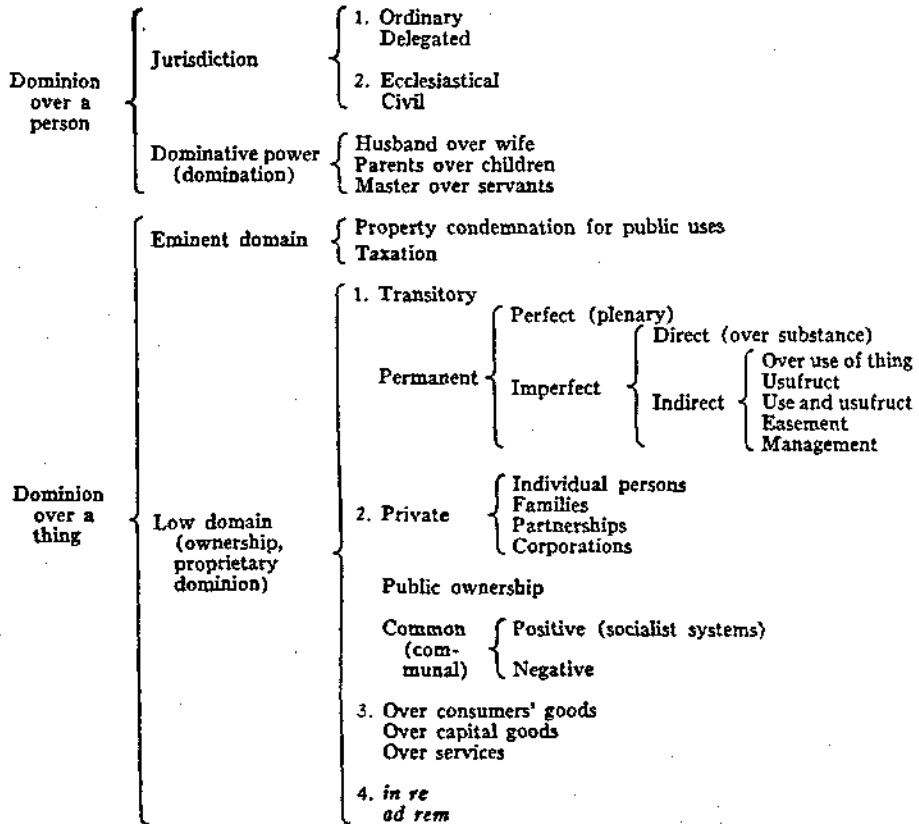 Dominion
over a
person
Jurisdiction
1. Ordinary
Delegated
2. Ecclesiastical
Civil
Dominative power
(domination)
Husband over wife
Parents over children
Master over servants
Dominion
over a
thing
Eminent domain
Property condemnation for public uses
Taxation
Low domain
(ownership,
proprietary
dominion)
1. Transitory
Permanent
Perfect (plenary)
Imperfect
Direct (over substance)
Indirect
Over use of thing
Usufruct
Use and usufruct
Easement
Management
2. Private
Individual persons
Families
Partnerships
Corporations
Public ownership
Common
(com-
munal)
Positive (socialist systems)
Negative
3. Over consumers' goods
Over capital goods
Over services
4. in re
ad rem